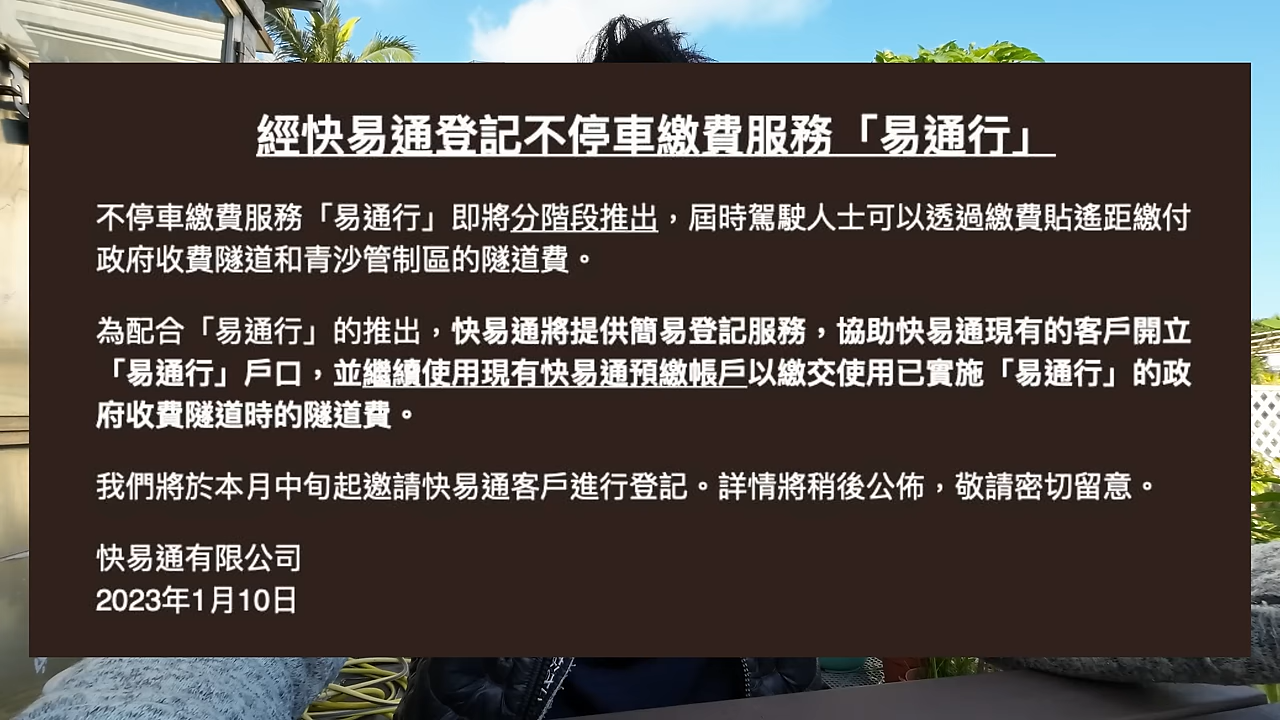 經快易通登記不停車繳費服務「易通行」
不停車繳費服務「易通行」即將分階段推出，屆時駕駛人士可以透過繳費貼遙距繳付
政府收費隧道和青沙管制區的隧道費。
為配合「易通行」的推出，快易通將提供簡易登記服務，協助快易通現有的客戶開立
「易通行」戶口，並繼續使用現有快易通預繳帳戶以繳交使用已實施「易通行」的政
府收費隧道時的隧道費。
我們將於本月中旬起邀請快易通客戶進行登記。詳情將稍後公佈，敬請密切留意。
快易通有限公司
2023年1月10日